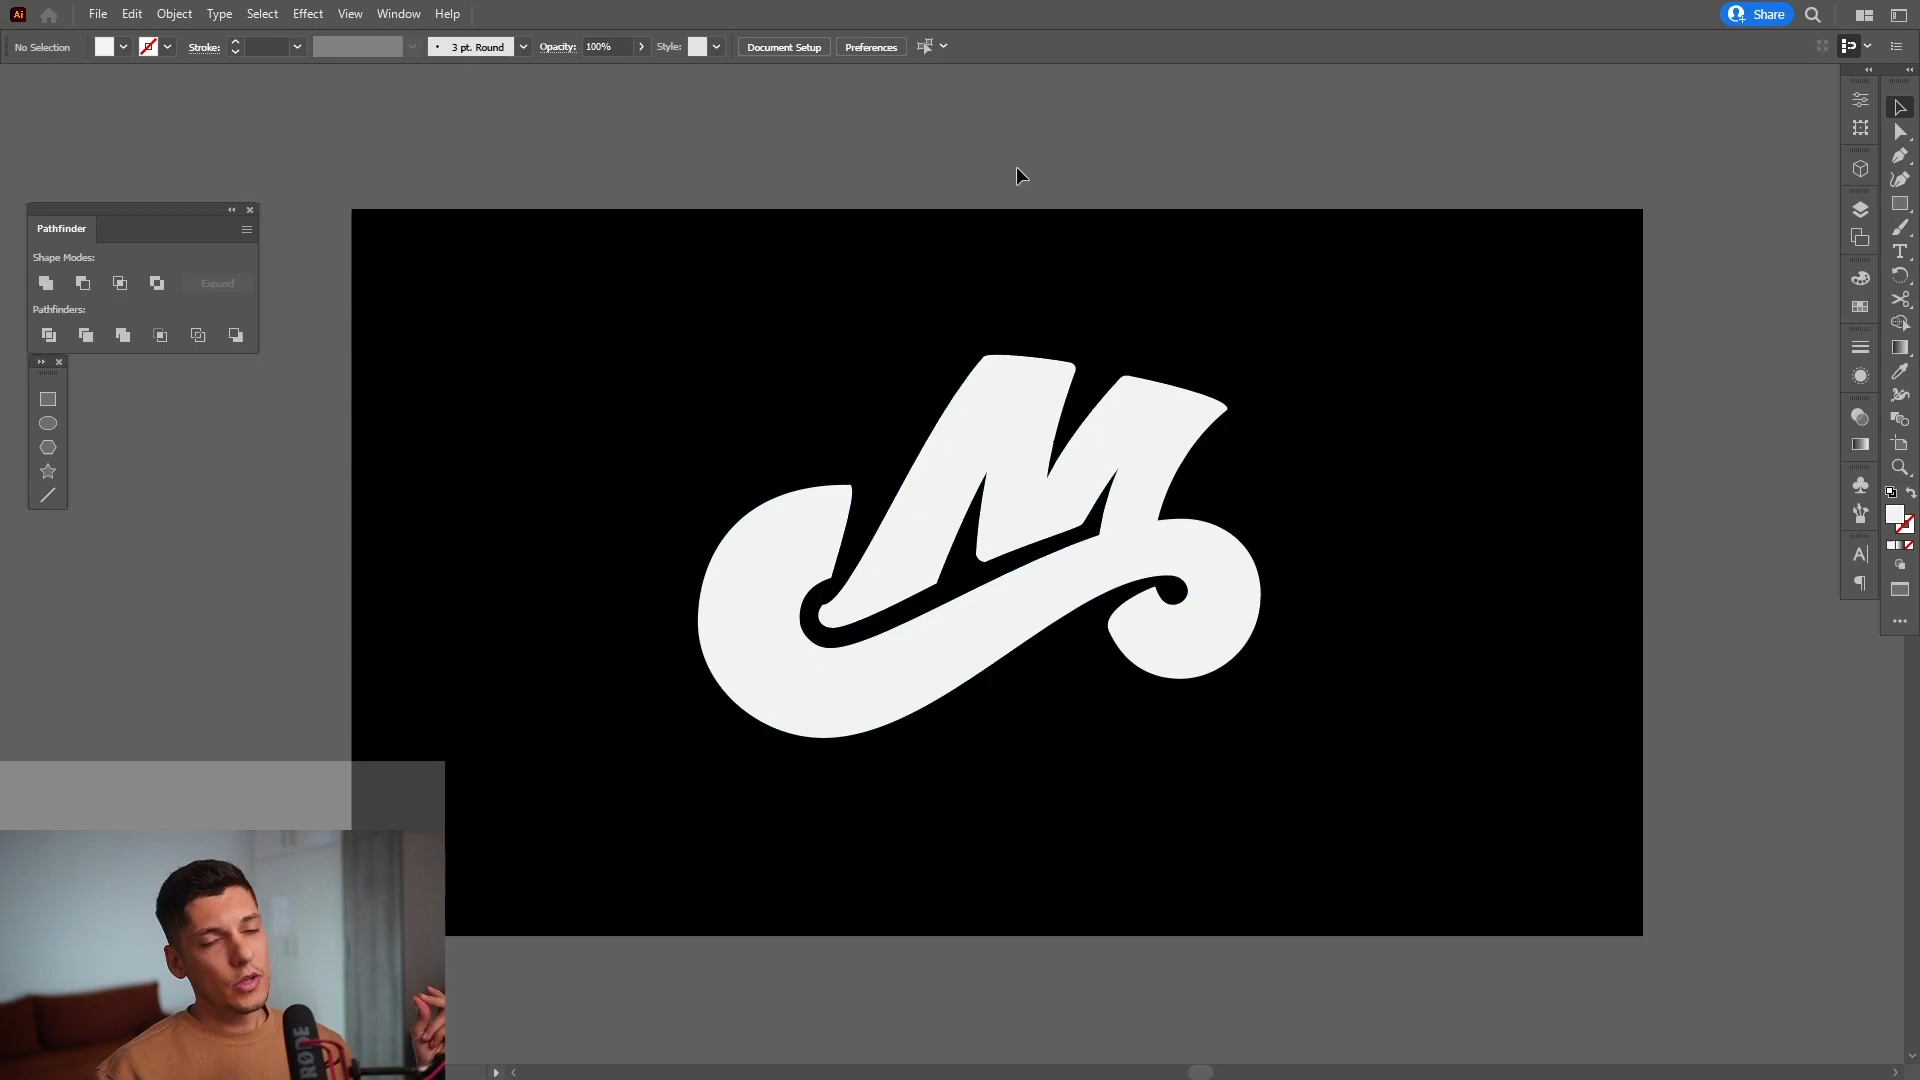 Ai File Edit Object Type Select Effect View Window Help Share
No Selection Stroke: 3 pt. Round Opacity: 100% Style: Document Setup Preferences
Pathfinder
Shape Modes:
Expand
Pathfinders:
M
RØDE